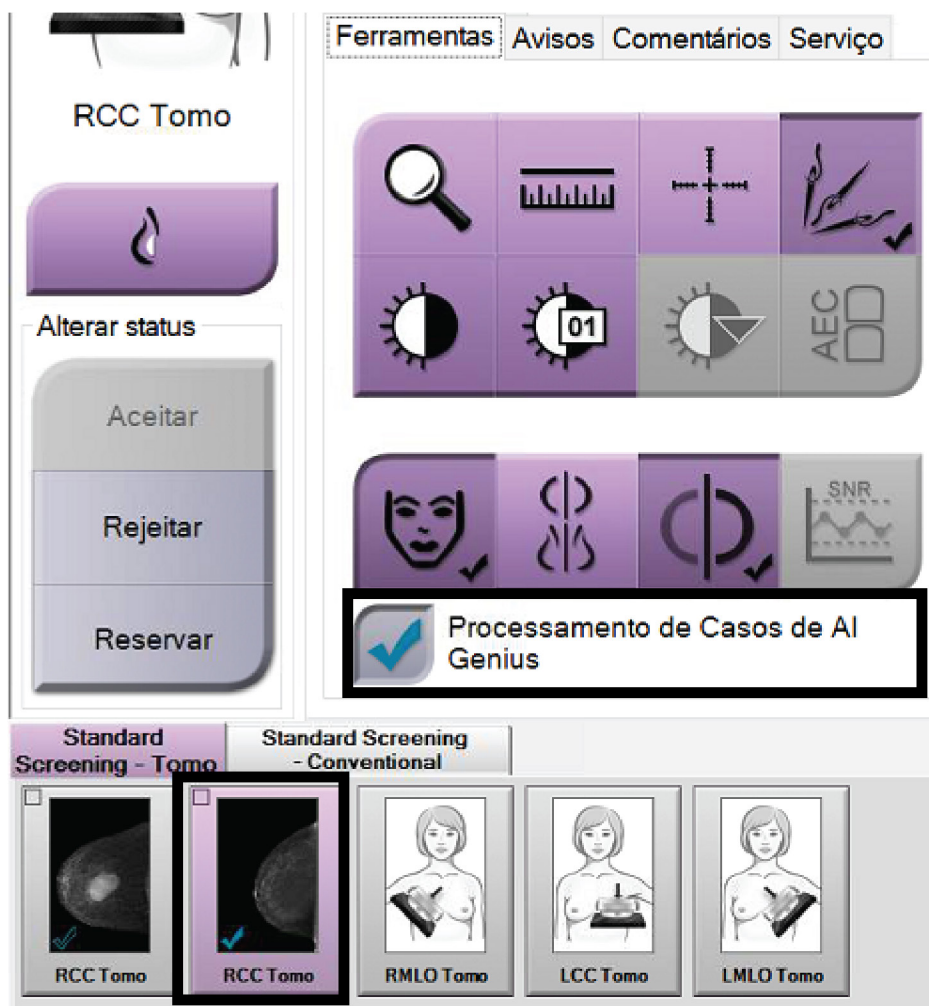 RCC Tomo
Alterar status
Aceitar
Rejeitar
Reservar
Ferramentas
Avisos
Comentários
Serviço
01
AEC
SNR
Processamento de Casos de AI
Genius
Standard
Screening - Tomo
Standard Screening
- Conventional
RCC Tomo
RCC Tomo
RMLO Tomo
LCC Tomo
LMLO Tomo